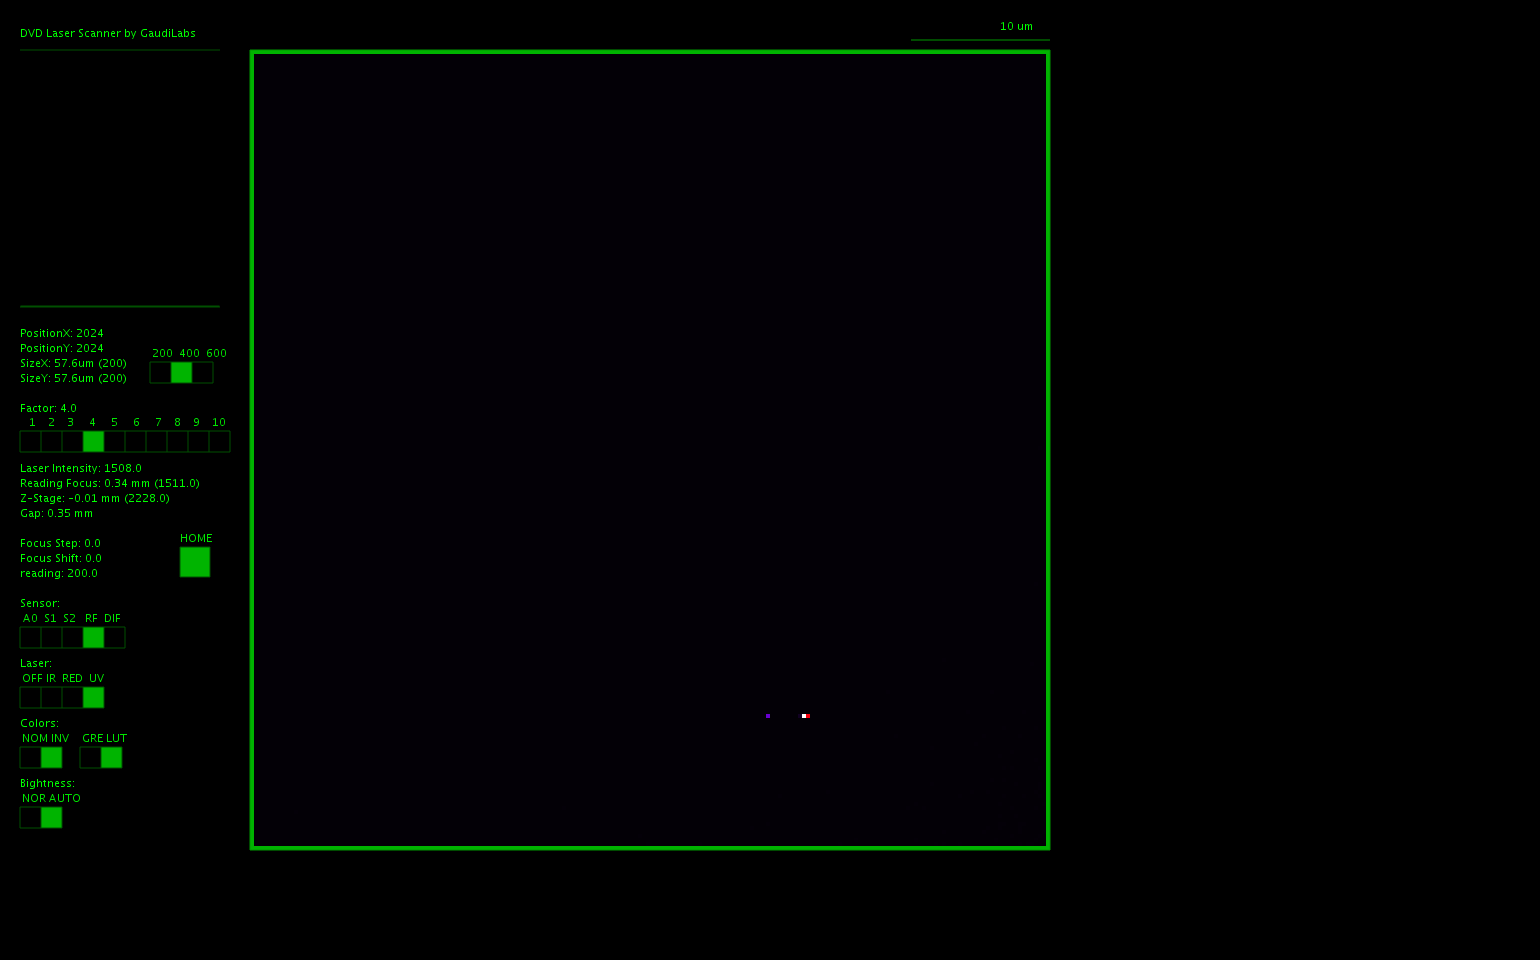 DVD Laser Scanner by GaudiLabs
10 um
PositionX: 2024
PositionY: 2024
SizeX: 57.6um (200)
SizeY: 57.6um (200)
200 400 600
Factor: 4.0
1 2 3 4 5 6 7 8 9 10
Laser Intensity: 1508.0
Reading Focus: 0.34 mm (1511.0)
Z-Stage: -0.01 mm (2228.0)
Gap: 0.35 mm
HOME
Focus Step: 0.0
Focus Shift: 0.0
reading: 200.0
Sensor:
A0 S1 S2 RF DIF
Laser:
OFF IR RED UV
Colors:
NOM INV GRE LUT
Bightness:
NOR AUTO